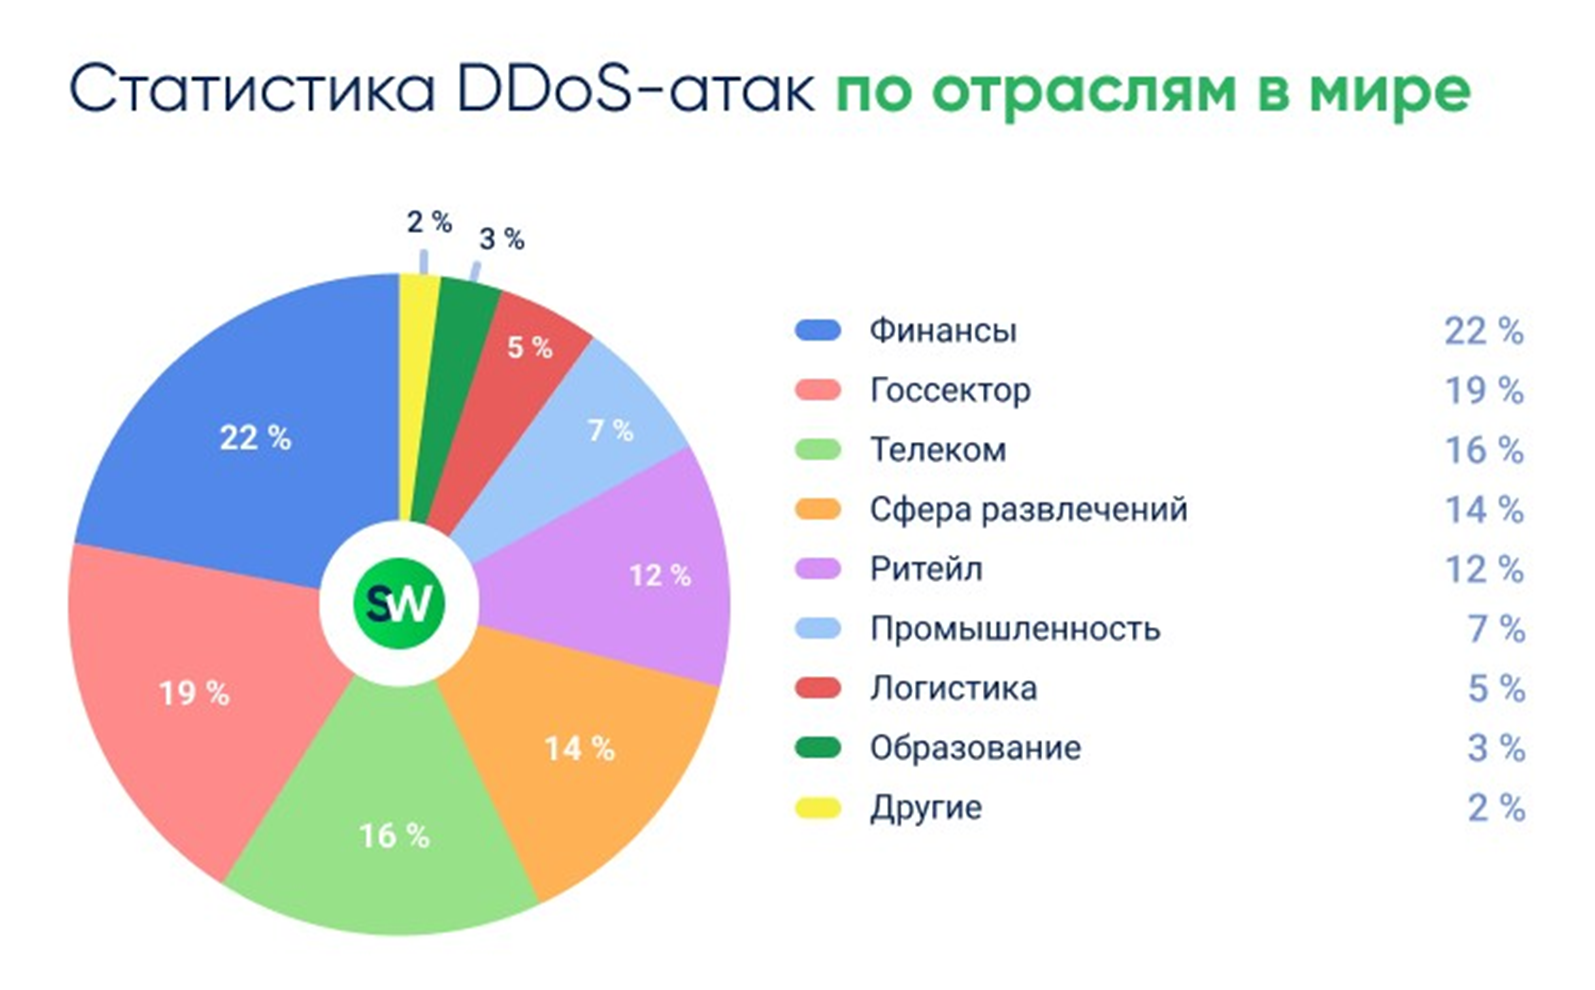 Статистика DDoS-атак по отраслям в мире
2 %
3 %
5 %
7 %
12 %
14 %
16 %
19 %
22 %
SW
Финансы 22 %
Госсектор 19 %
Телеком 16 %
Сфера развлечений 14 %
Ритейл 12 %
Промышленность 7 %
Логистика 5 %
Образование 3 %
Другие 2 %